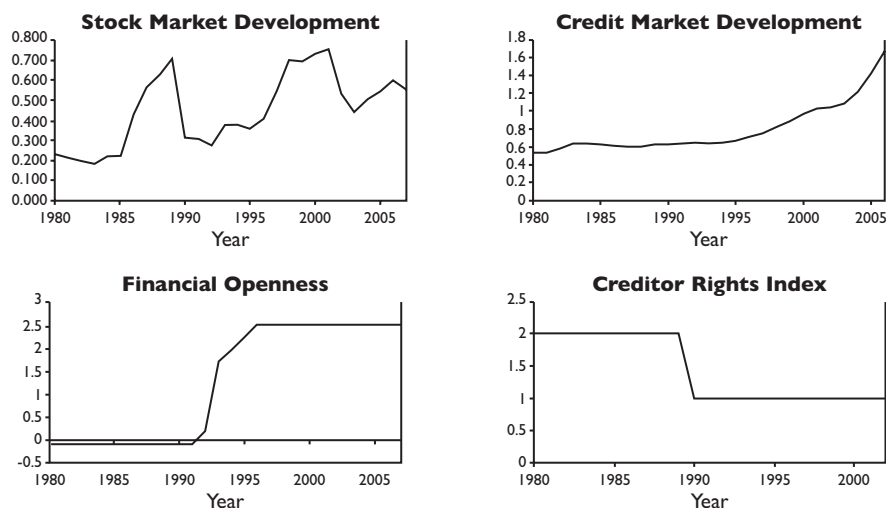 Stock Market Development
0.800
0.700
0.600
0.500
0.400
0.300
0.200
0.100
0.000
1980 1985 1990 1995 2000 2005
Year
Credit Market Development
1.8
1.6
1.4
1.2
1
0.8
0.6
0.4
0.2
0
1980 1985 1990 1995 2000 2005
Year
Financial Openness
3
2.5
2
1.5
1
0.5
0
-0.5
1980 1985 1990 1995 2000 2005
Year
Creditor Rights Index
2.5
2
1.5
1
0.5
0
1980 1985 1990 1995 2000
Year